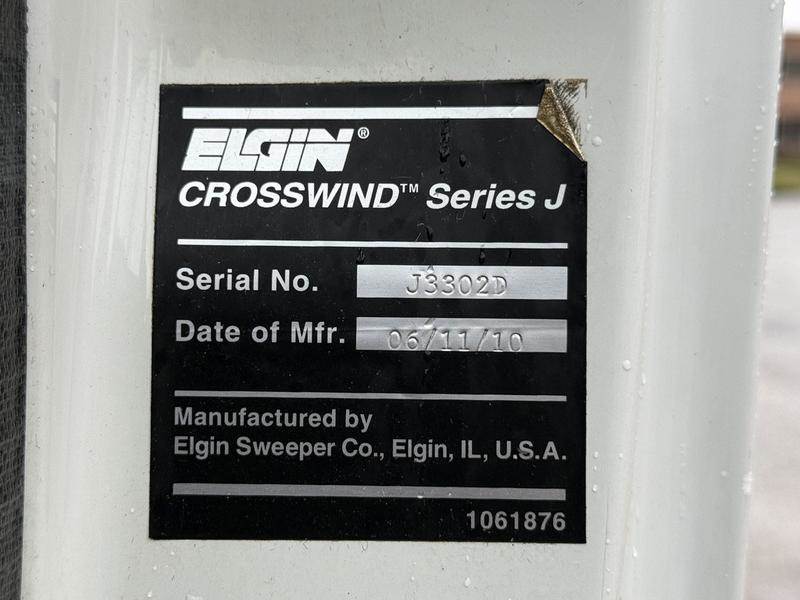 ELGIN®
CROSSWIND™ Series J
Serial No. J3302D
Date of Mfr. 06/11/10
Manufactured by
Elgin Sweeper Co., Elgin, IL, U.S.A.
1061876